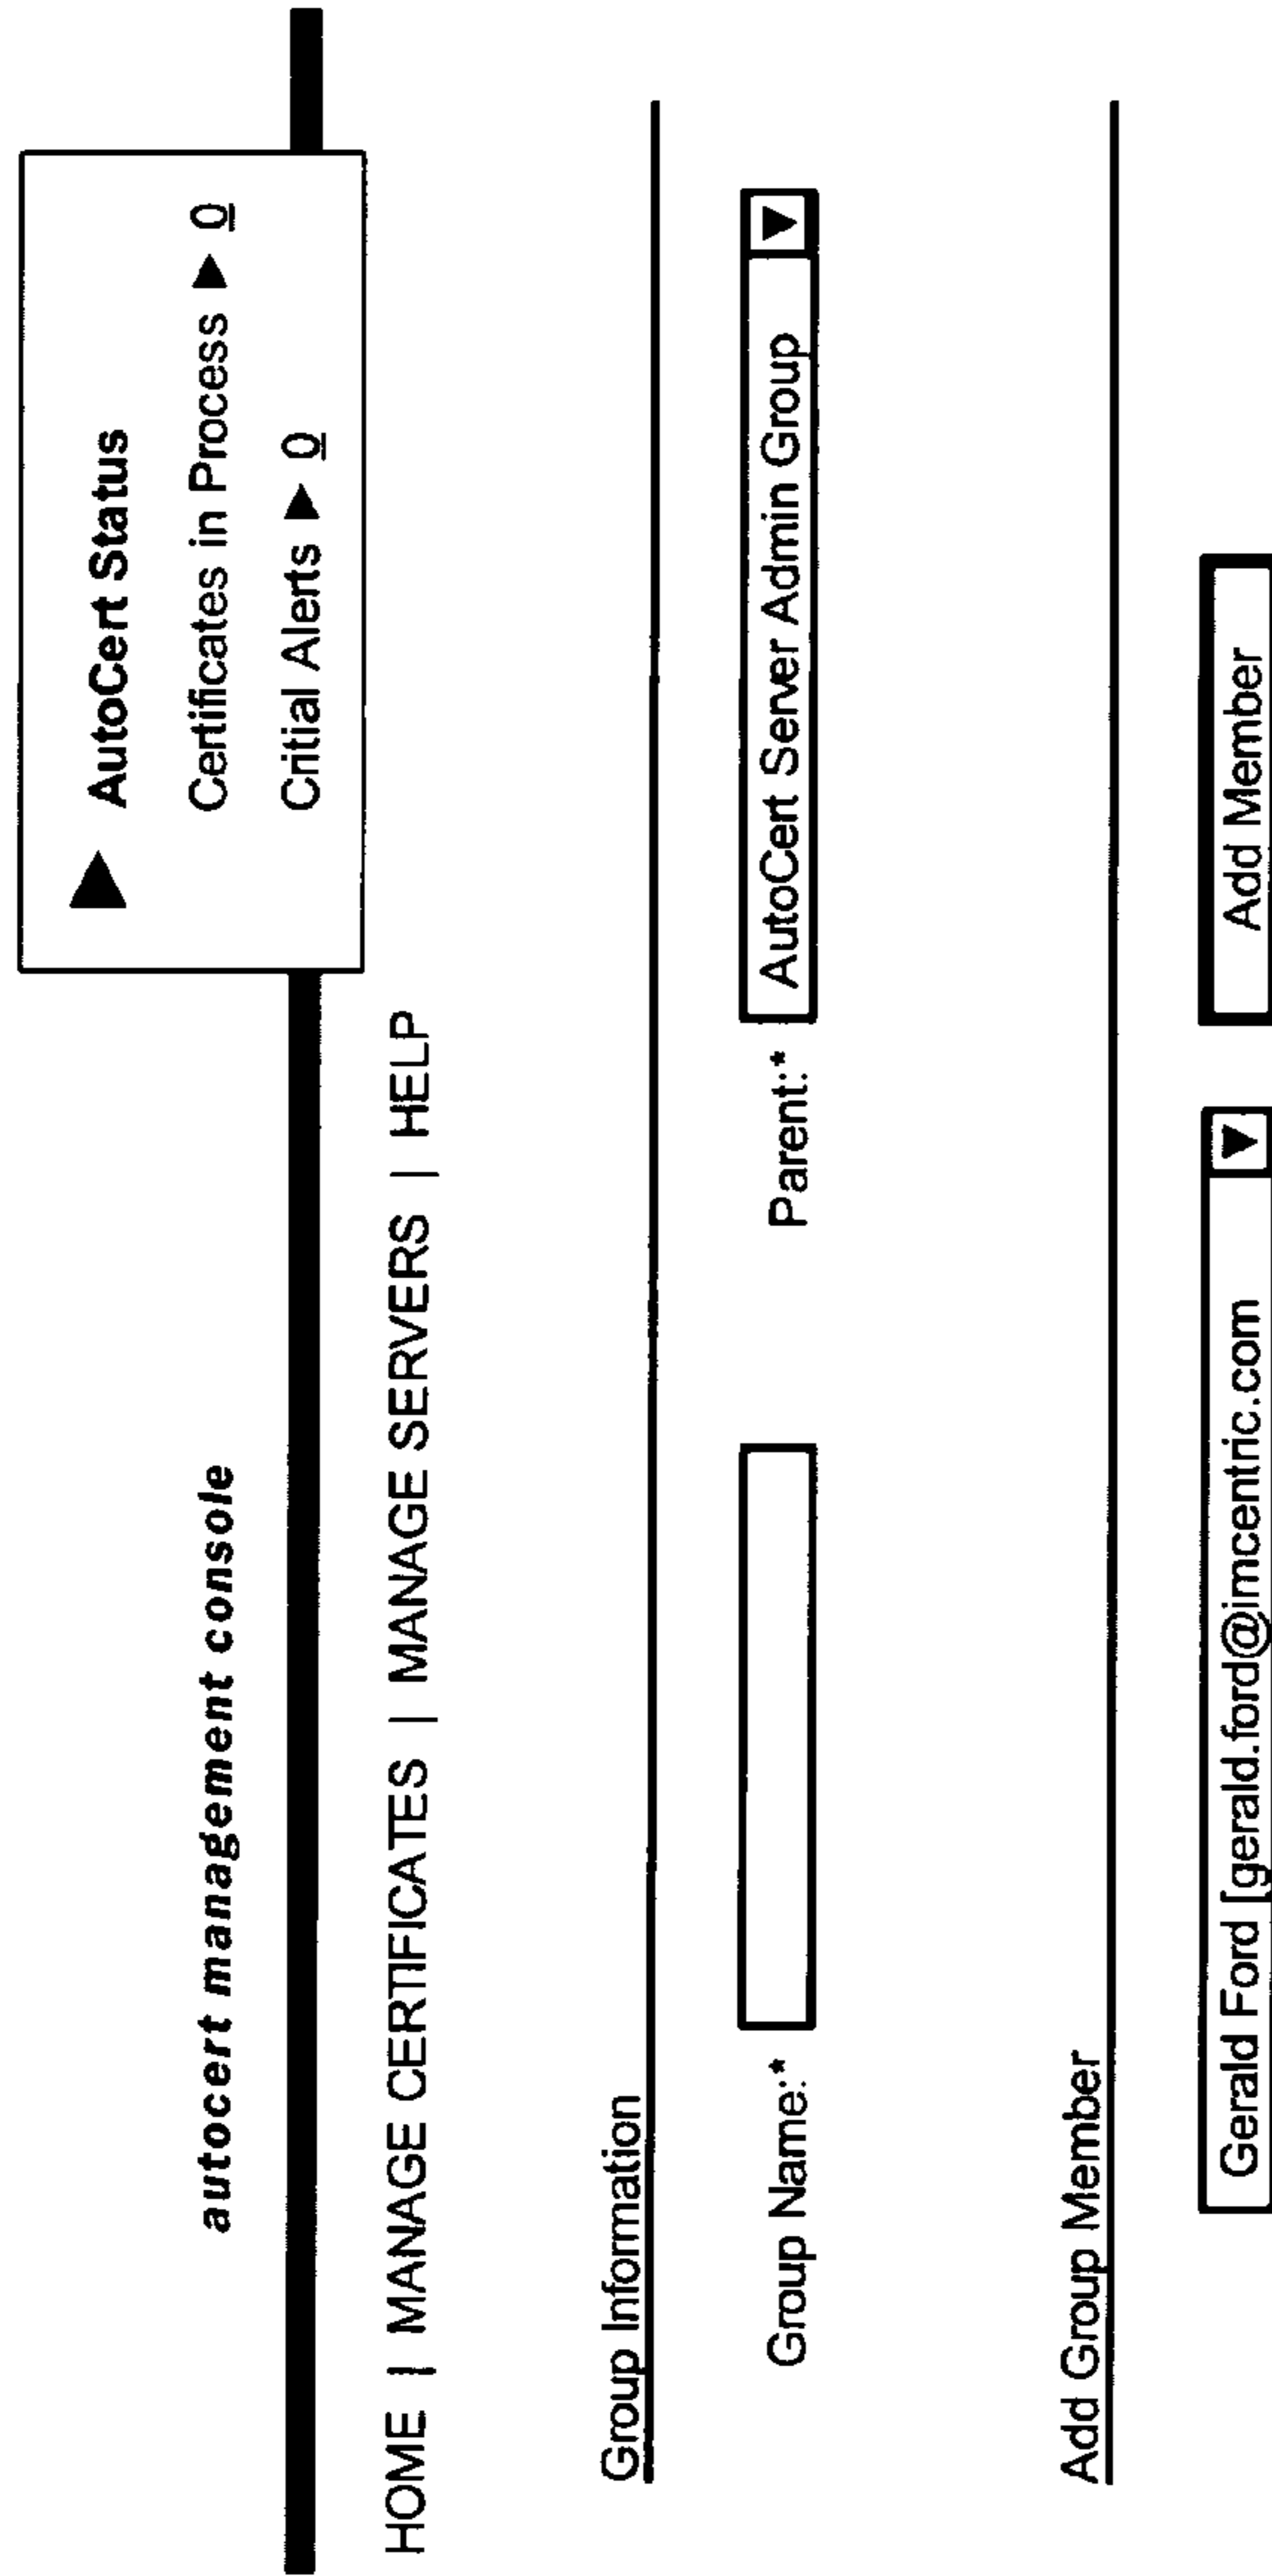 AutoCert Status
autocert management console
Certificates in Process ▶ 0
Critial Alerts ▶ 0
HOME | MANAGE CERTIFICATES | MANAGE SERVERS | HELP
Group Information
Group Name:* Parent:* AutoCert Server Admin Group
Add Group Member
Gerald Ford [gerald.ford@imcentric.com Add Member